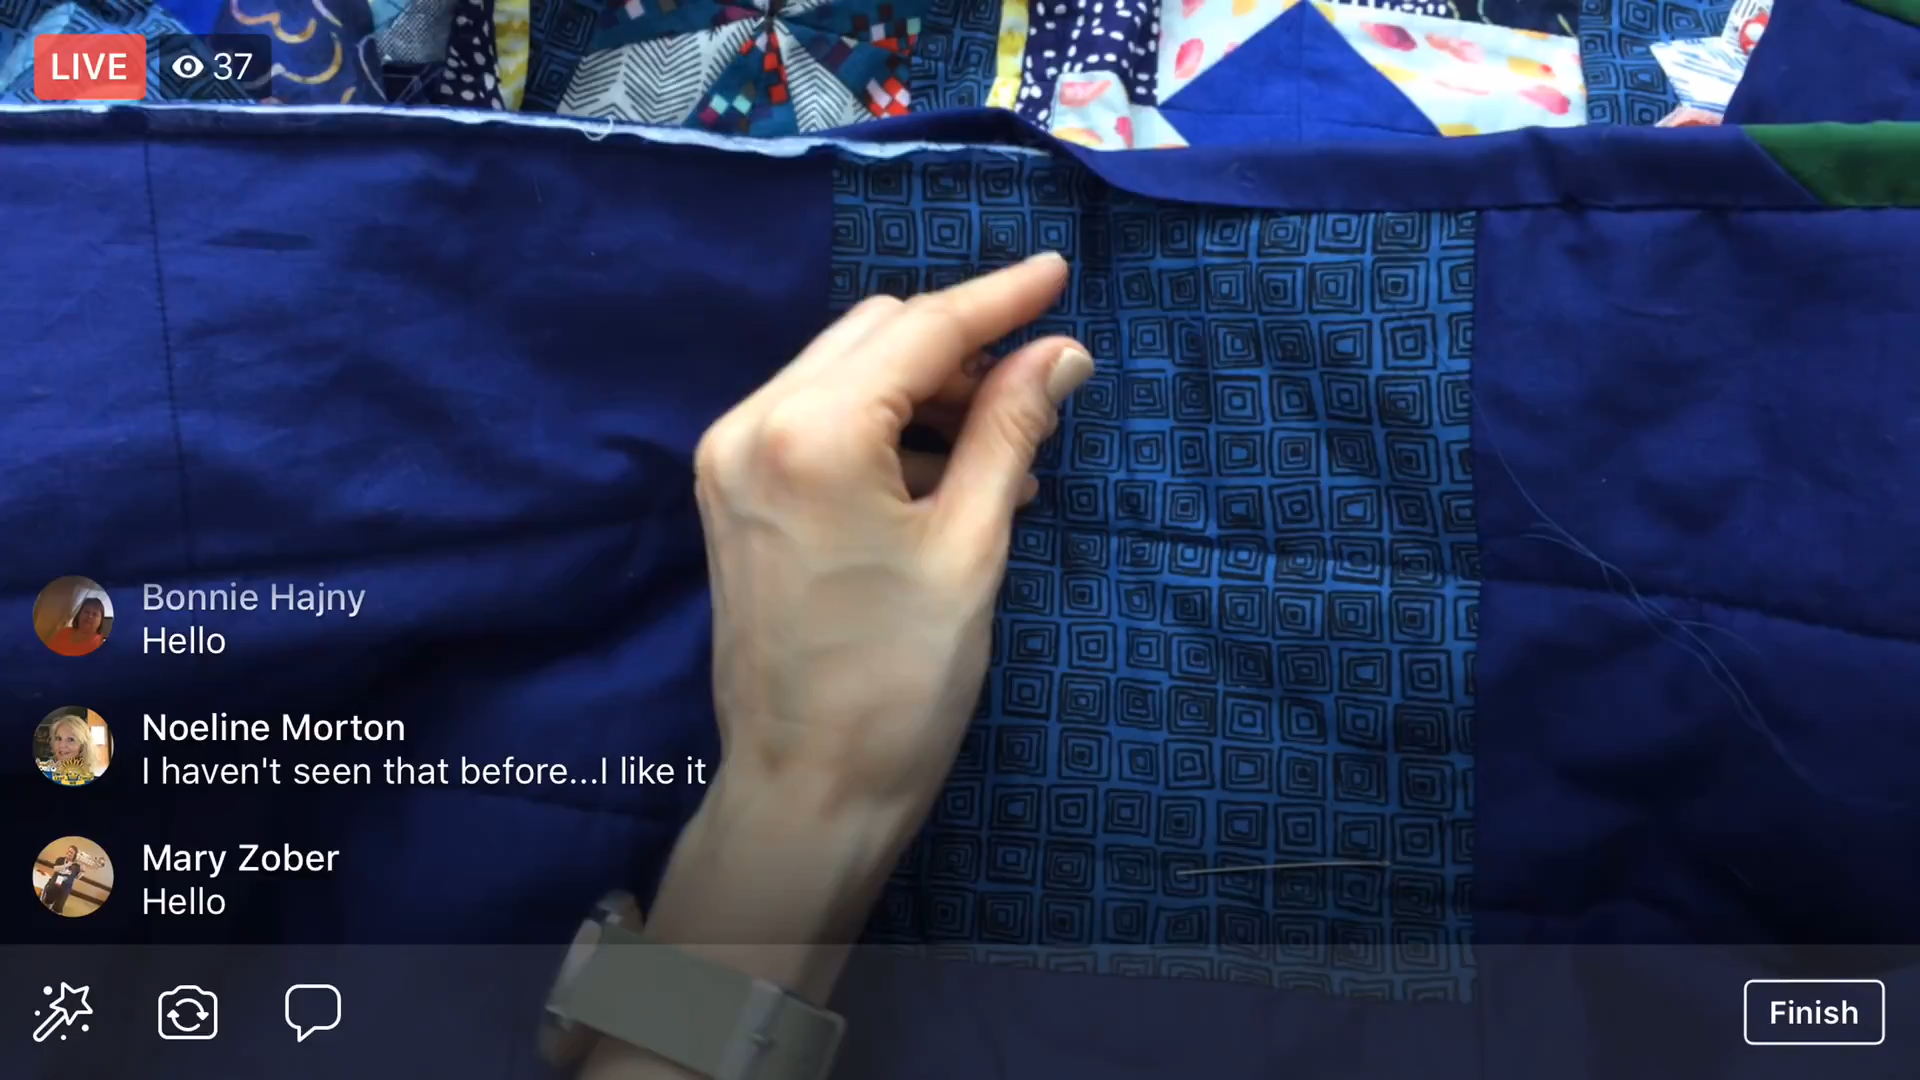 LIVE 37
Bonnie Hajny
Hello
Noeline Morton
I haven't seen that before...I like it
Mary Zober
Hello
Finish